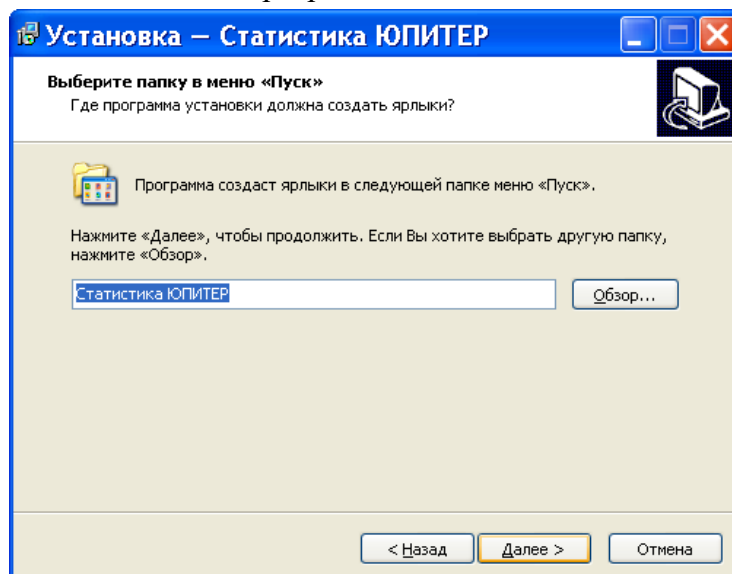 Установка — Статистика ЮПИТЕР
Выберите папку в меню «Пуск»
Где программа установки должна создать ярлыки?
Программа создаст ярлыки в следующей папке меню «Пуск».
Нажмите «Далее», чтобы продолжить. Если Вы хотите выбрать другую папку,
нажмите «Обзор».
Статистика ЮПИТЕР
Обзор...
< Назад
Далее >
Отмена